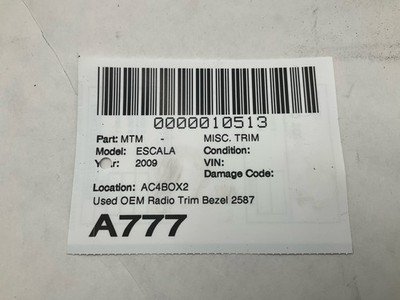 0000010513
Part: MTM - MISC. TRIM
Model: ESCALA Condition:
Year: 2009 VIN:
Damage Code:
Location: AC4BOX2
Used OEM Radio Trim Bezel 2587
A777